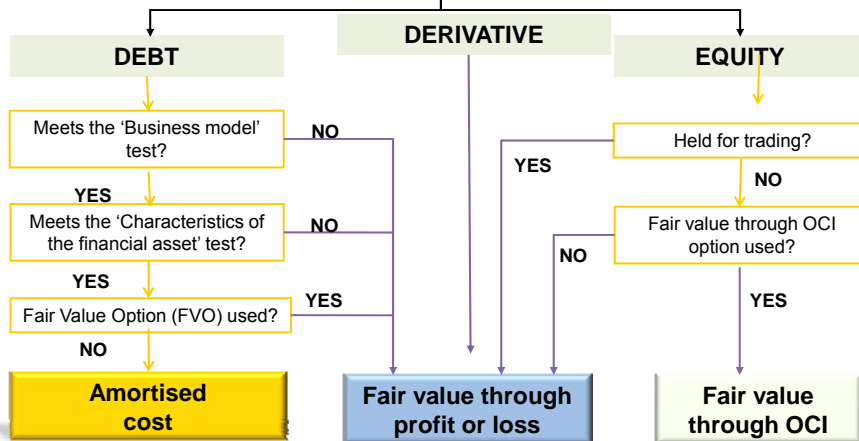 DERIVATIVE
DEBT
EQUITY
Meets the ‘Business model’
test?
NO
YES
Held for trading?
YES
NO
Meets the ‘Characteristics of
the financial asset’ test?
NO
Fair value through OCI
option used?
NO
YES
YES
Fair Value Option (FVO) used?
YES
NO
Amortised
cost
Fair value through
profit or loss
Fair value
through OCI